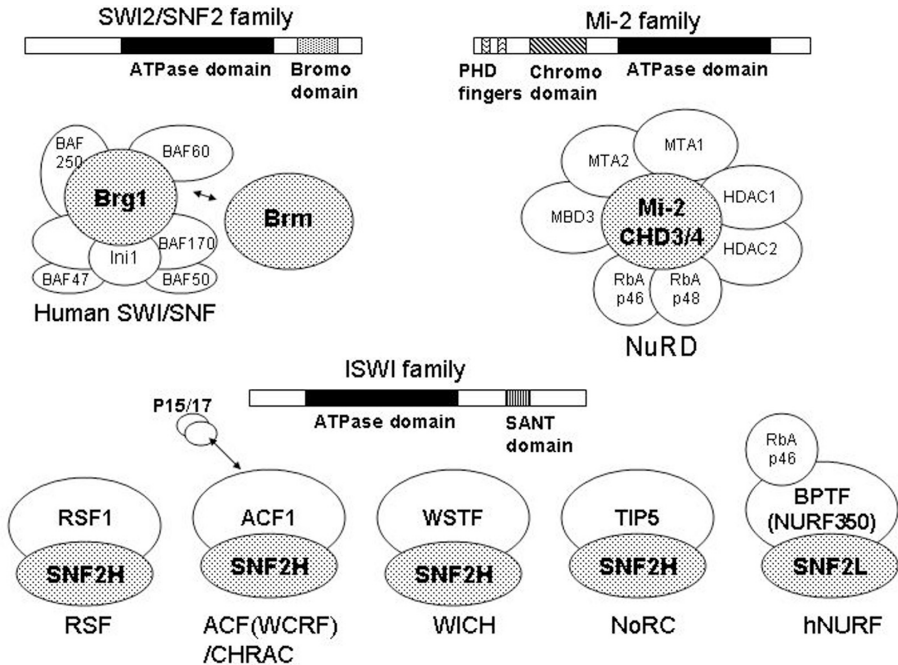 SWI2/SNF2 family
ATPase domain
Bromo
domain
Mi-2 family
PHD
fingers
Chromo
domain
ATPase domain
BAF
250
BAF60
Brg1
Brm
BAF170
Ini1
BAF47
BAF50
Human SWI/SNF
MTA2
MTA1
MBD3
Mi-2
CHD3/4
HDAC1
HDAC2
RbA
p46
RbA
p48
NuRD
ISWI family
ATPase domain
SANT
domain
P15/17
RSF1
SNF2H
RSF
ACF1
SNF2H
ACF(WCRF)
/CHRAC
WSTF
SNF2H
WICH
TIP5
SNF2H
NoRC
RbA
p46
BPTF
(NURF350)
SNF2L
hNURF